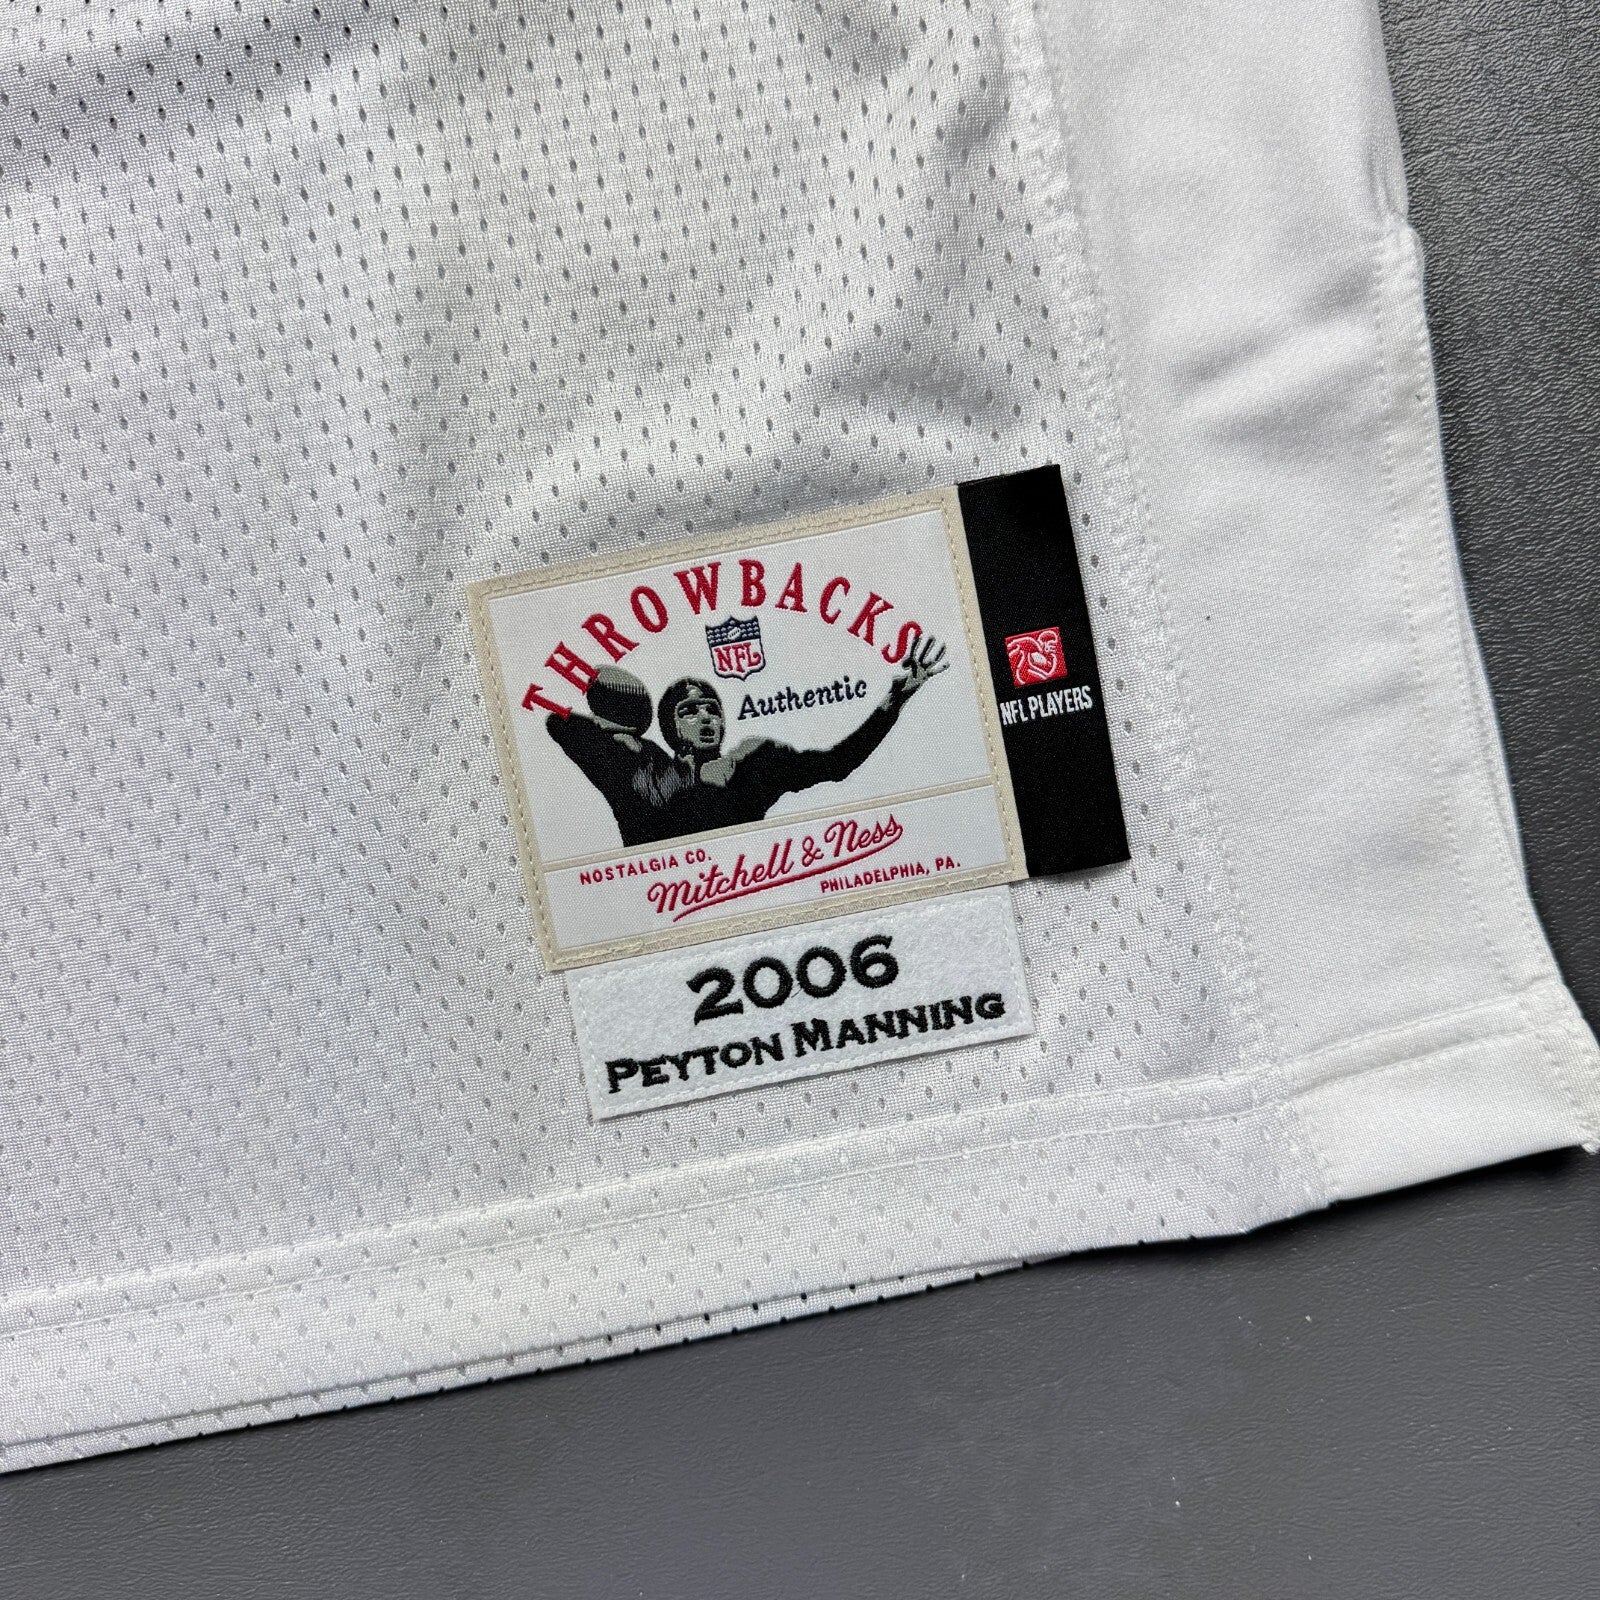 THROWBACKS
NFL
Authentic
NFL PLAYERS
NOSTALGIA CO.
Mitchell & Ness
PHILADELPHIA, PA.
2006
PEYTON MANNING